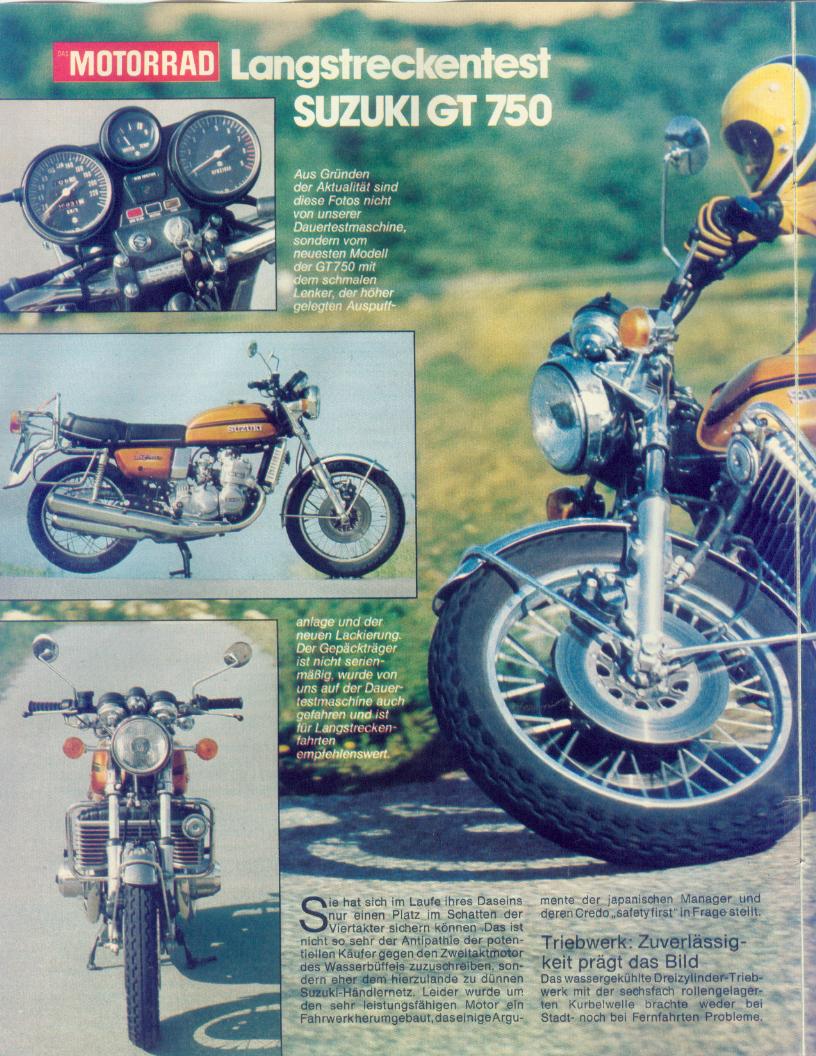 DAS MOTORRAD Langstreckentest
SUZUKI GT 750
Aus Gründen
der Aktualität sind
diese Fotos nicht
von unserer
Dauertestmaschine,
sondern vom
neuesten Modell
der GT750 mit
dem schmalen
Lenker, der höher
gelegten Auspuff-
SUZUKI
anlage und der
neuen Lackierung.
Der Gepäckträger
ist nicht serien-
mäßig, wurde von
uns auf der Dauer-
testmaschine auch
gefahren und ist
für Langstrecken-
fahrten
empfehlenswert.
Sie hat sich im Laufe ihres Daseins
nur einen Platz im Schatten der
Viertakter sichern können .Das ist
nicht so sehr der Antipathie der poten-
tiellen Käufer gegen den Zweitaktmotor
des Wasserbüffels zuzuschreiben, son-
dern eher dem hierzulande zu dünnen
Suzuki-Händlernetz. Leider wurde um
den sehr leistungsfähigen Motor ein
Fahrwerk herumgebaut, das einige Argu-
mente der japanischen Manager und
deren Credo „safety first" in Frage stellt.
Triebwerk: Zuverlässig-
keit prägt das Bild
Das wassergekühlte Dreizylinder-Trieb-
werk mit der sechsfach rollengelager-
ten Kurbelwelle brachte weder bei
Stadt- noch bei Fernfahrten Probleme.